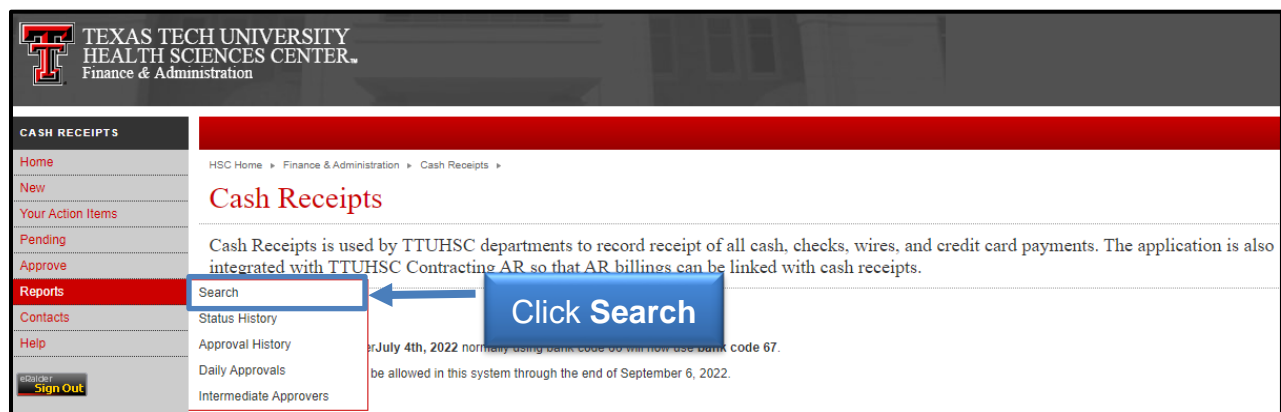 TEXAS TECH UNIVERSITY
HEALTH SCIENCES CENTER™
Finance & Administration
CASH RECEIPTS
Home
New
Your Action Items
Pending
Approve
Reports
Contacts
Help
eRaider
Sign Out
HSC Home ▸ Finance & Administration ▸ Cash Receipts ▸
Cash Receipts
Cash Receipts is used by TTUHSC departments to record receipt of all cash, checks, wires, and credit card payments. The application is also
integrated with TTUHSC Contracting AR so that AR billings can be linked with cash receipts.
Search
Status History
Approval History
Daily Approvals
Intermediate Approvers
Click Search
July 4th, 2022 normally using bank code 66 will now use bank code 67.
be allowed in this system through the end of September 6, 2022.